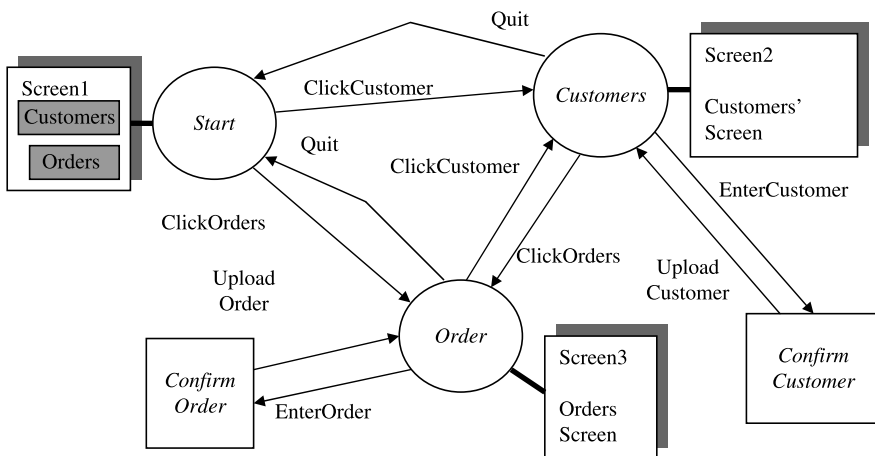 Quit
Screen1
Customers
Orders
Start
ClickCustomer
Customers
Screen2
Customers’
Screen
Quit
ClickCustomer
EnterCustomer
ClickOrders
ClickOrders
Upload
Order
Upload
Customer
Order
Confirm
Order
EnterOrder
Screen3
Orders
Screen
Confirm
Customer